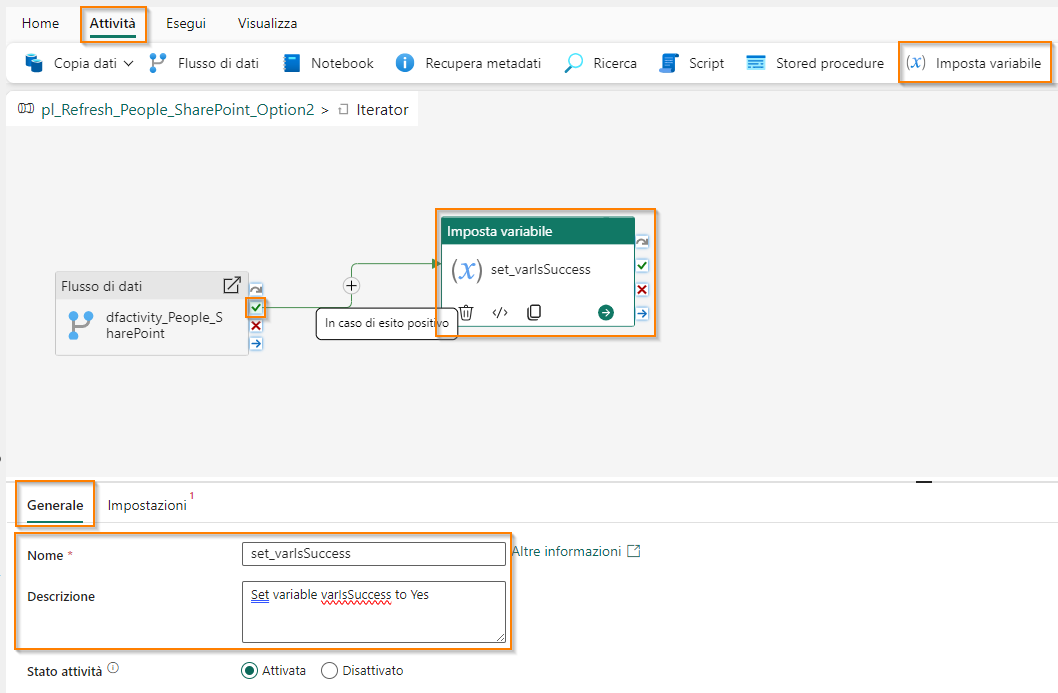 Home Attività Esegui Visualizza
Copia dati Flusso di dati Notebook Recupera metadati Ricerca Script Stored procedure (x) Imposta variabile
pl_Refresh_People_SharePoint_Option2 > Iterator
Imposta variabile
(x) set_varIsSuccess
Flusso di dati
dfactivity_People_S
harePoint
In caso di esito positivo
Generale Impostazioni 1
Nome * set_varIsSuccess Altre informazioni
Descrizione Set variable varIsSuccess to Yes
Stato attività Attivata Disattivato